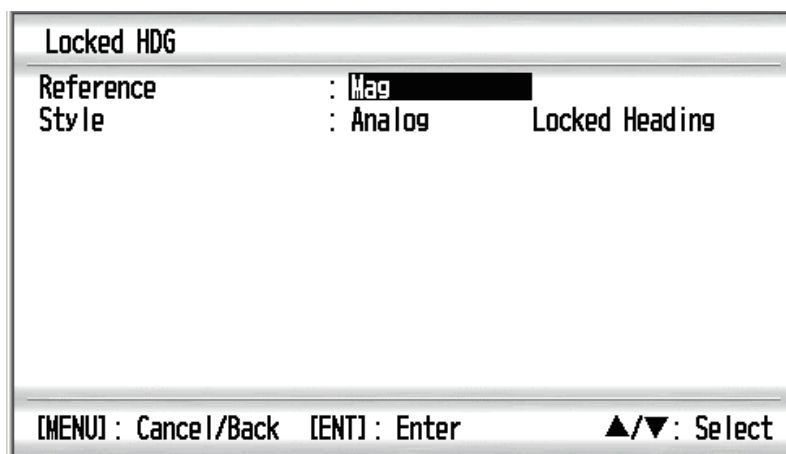 Locked HDG
Reference : Mag
Style : Analog Locked Heading
[MENU]: Cancel/Back [ENT]: Enter ▲/▼: Select